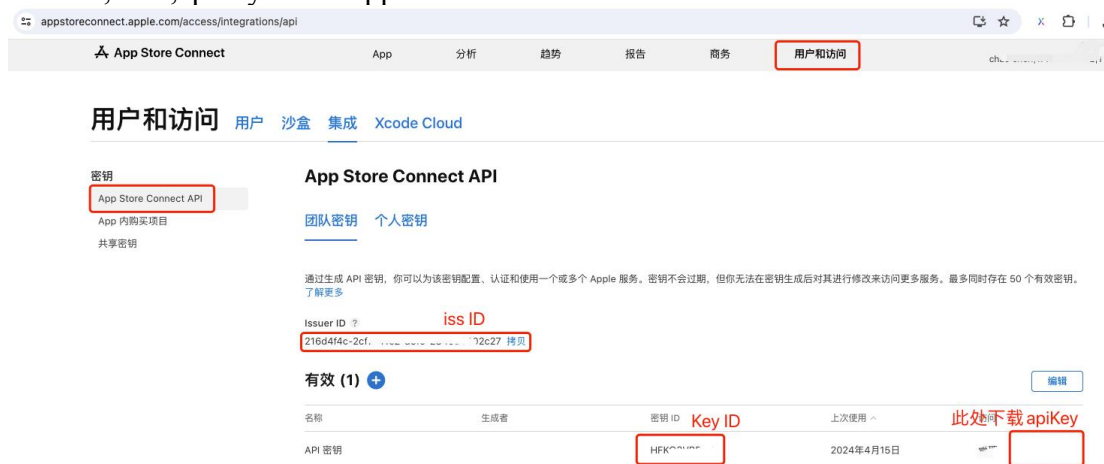 appstoreconnect.apple.com/access/integrations/api
App Store Connect App 分析 趋势 报告 商务 用户和访问
用户和访问 用户 沙盒 集成 Xcode Cloud
密钥
App Store Connect API
App 内购买项目
共享密钥
App Store Connect API
团队密钥 个人密钥
通过生成 API 密钥，你可以为该密钥配置、认证和使用一个或多个 Apple 服务。密钥不会过期，但你无法在密钥生成后对其进行修改来访问更多服务。最多同时存在 50 个有效密钥。
了解更多
Issuer ID ? iss ID
216d4f4c-2cf 02c27 拷贝
有效 (1) 编辑
名称 生成者 密钥 ID Key ID 上次使用 此处下载 apiKey
API 密钥 2024年4月15日